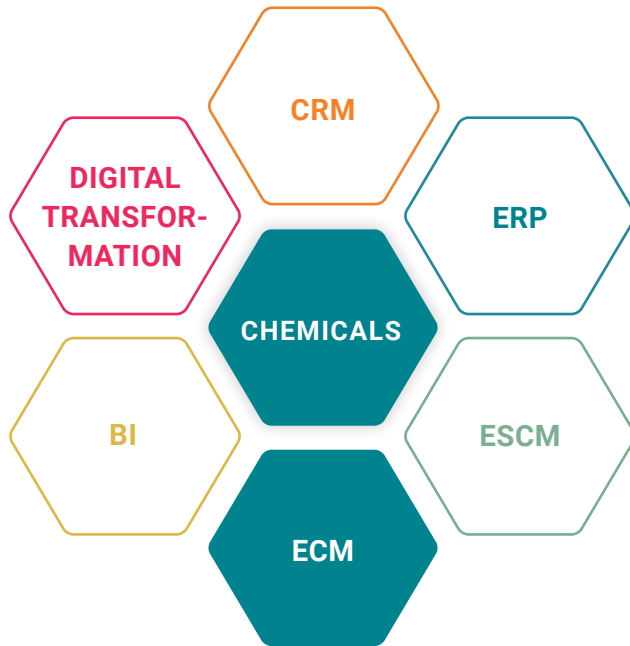 CRM
DIGITAL
TRANSFOR-
MATION
ERP
CHEMICALS
BI
ESCM
ECM